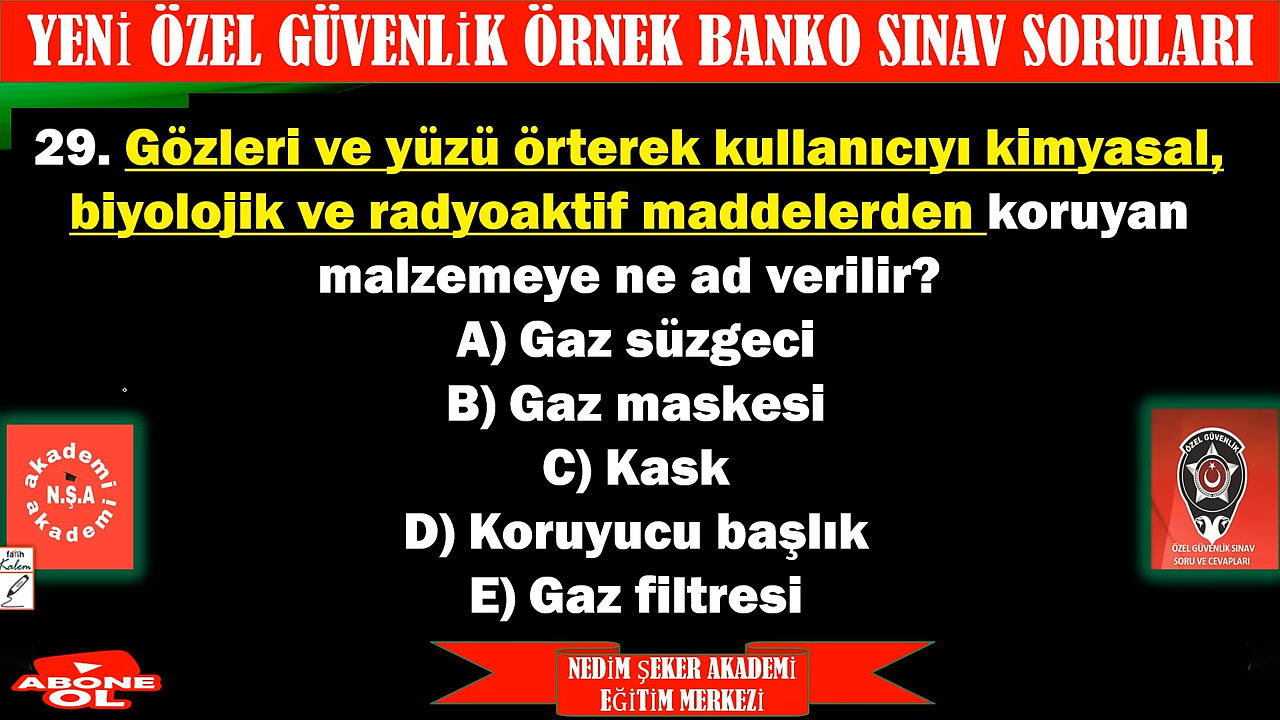 YENİ ÖZEL GÜVENLİK ÖRNEK BANKO SINAV SORULARI
29. Gözleri ve yüzü örterek kullanıcıyı kimyasal,
biyolojik ve radyoaktif maddelerden koruyan
malzemeye ne ad verilir?
A) Gaz süzgeci
B) Gaz maskesi
C) Kask
D) Koruyucu başlık
E) Gaz filtresi
akademi
N.Ş.A
akademi
fatih
Kalem
ÖZEL GÜVENLİK
ÖZEL GÜVENLİK SINAV
SORU VE CEVAPLARI
ABONE
OL
NEDİM ŞEKER AKADEMİ
EĞİTİM MERKEZİ